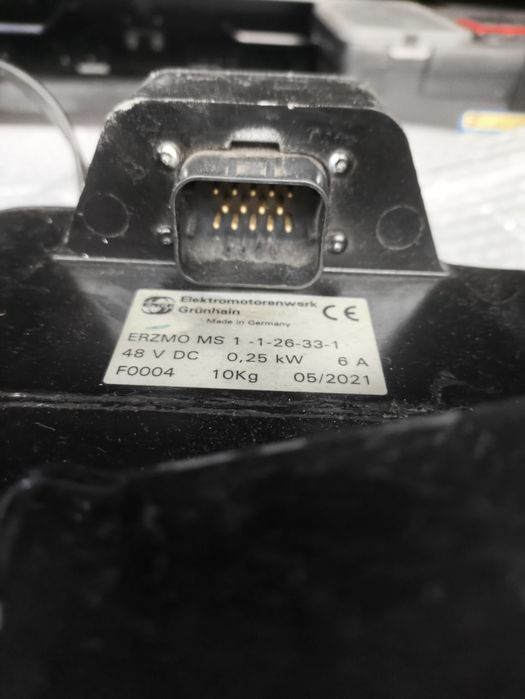 Elektromotorenwerk
Grünhain
Made in Germany
CE
ERZMO MS 1 -1-26-33-1
48 V DC 0,25 kW 6 A
F0004 10Kg 05/2021